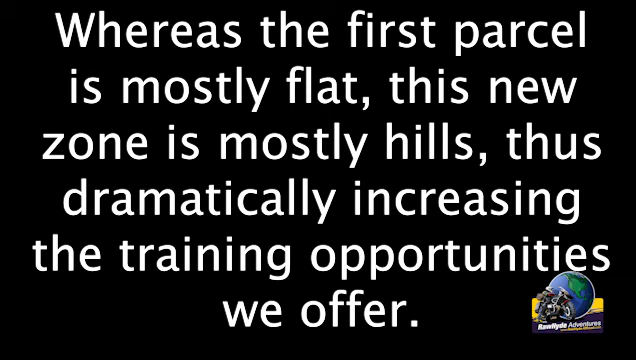 Whereas the first parcel
is mostly flat, this new
zone is mostly hills, thus
dramatically increasing
the training opportunities
we offer.
RawHyde Adventures